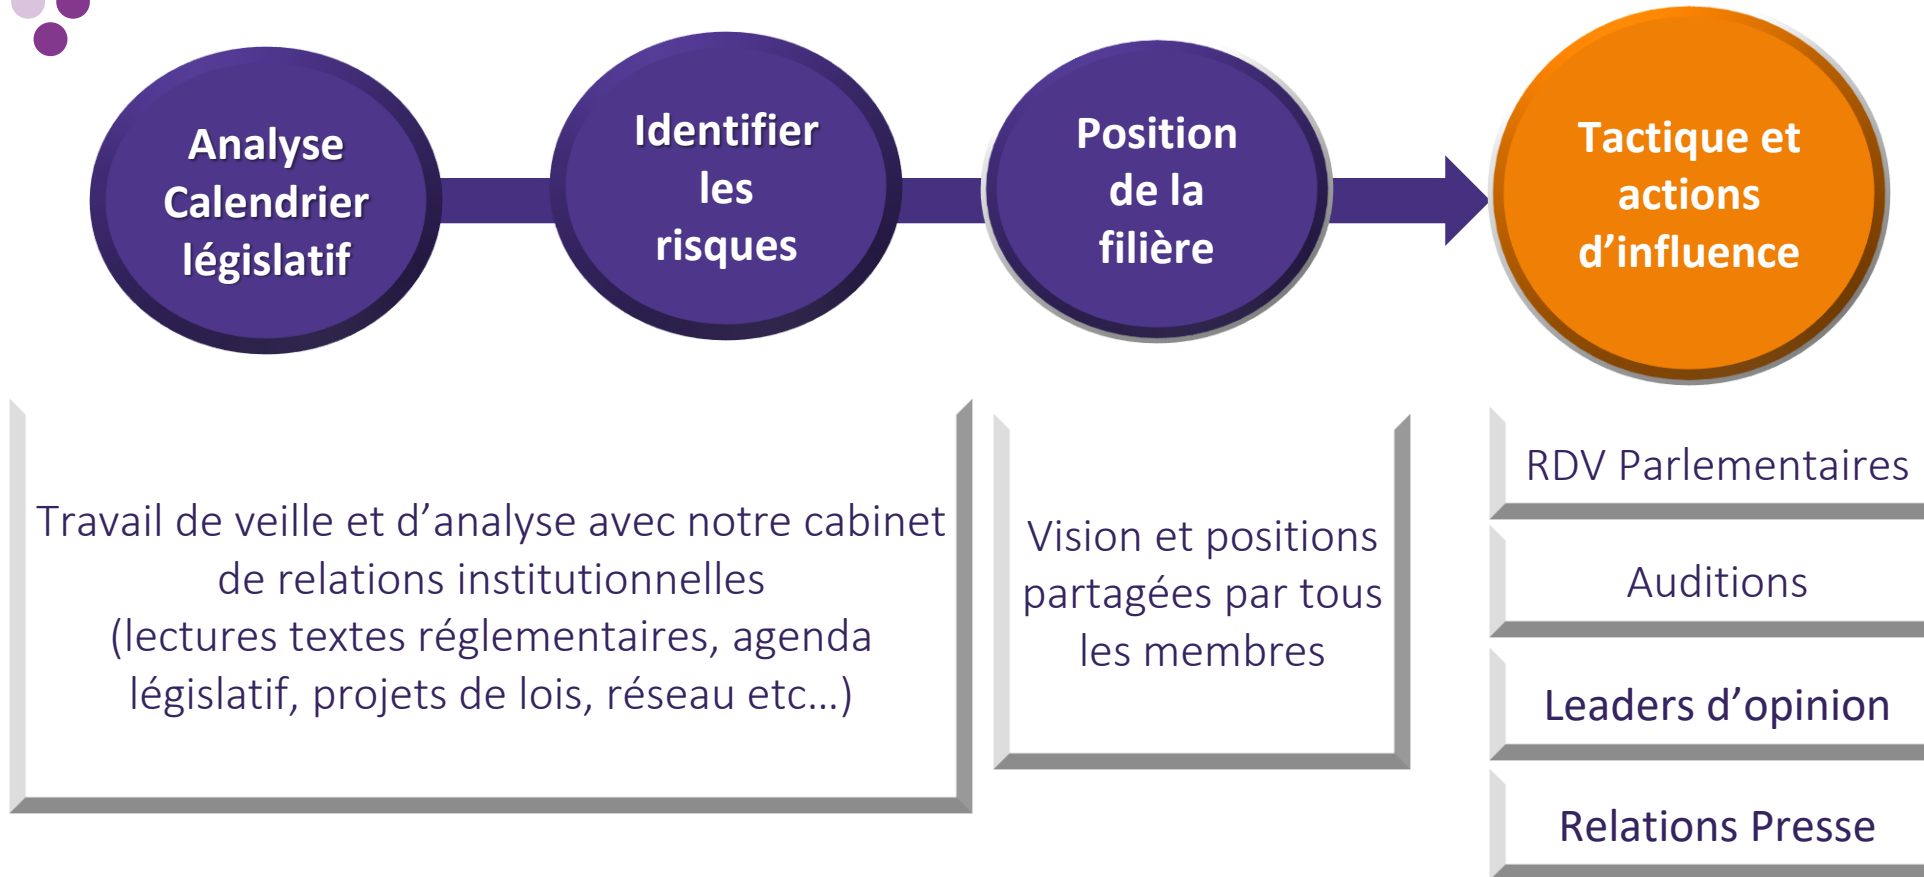 Analyse
Calendrier
législatif
Identifier
les
risques
Position
de la
filière
Tactique et
actions
d’influence
Travail de veille et d’analyse avec notre cabinet
de relations institutionnelles
(lectures textes réglementaires, agenda
législatif, projets de lois, réseau etc…)
Vision et positions
partagées par tous
les membres
RDV Parlementaires
Auditions
Leaders d’opinion
Relations Presse